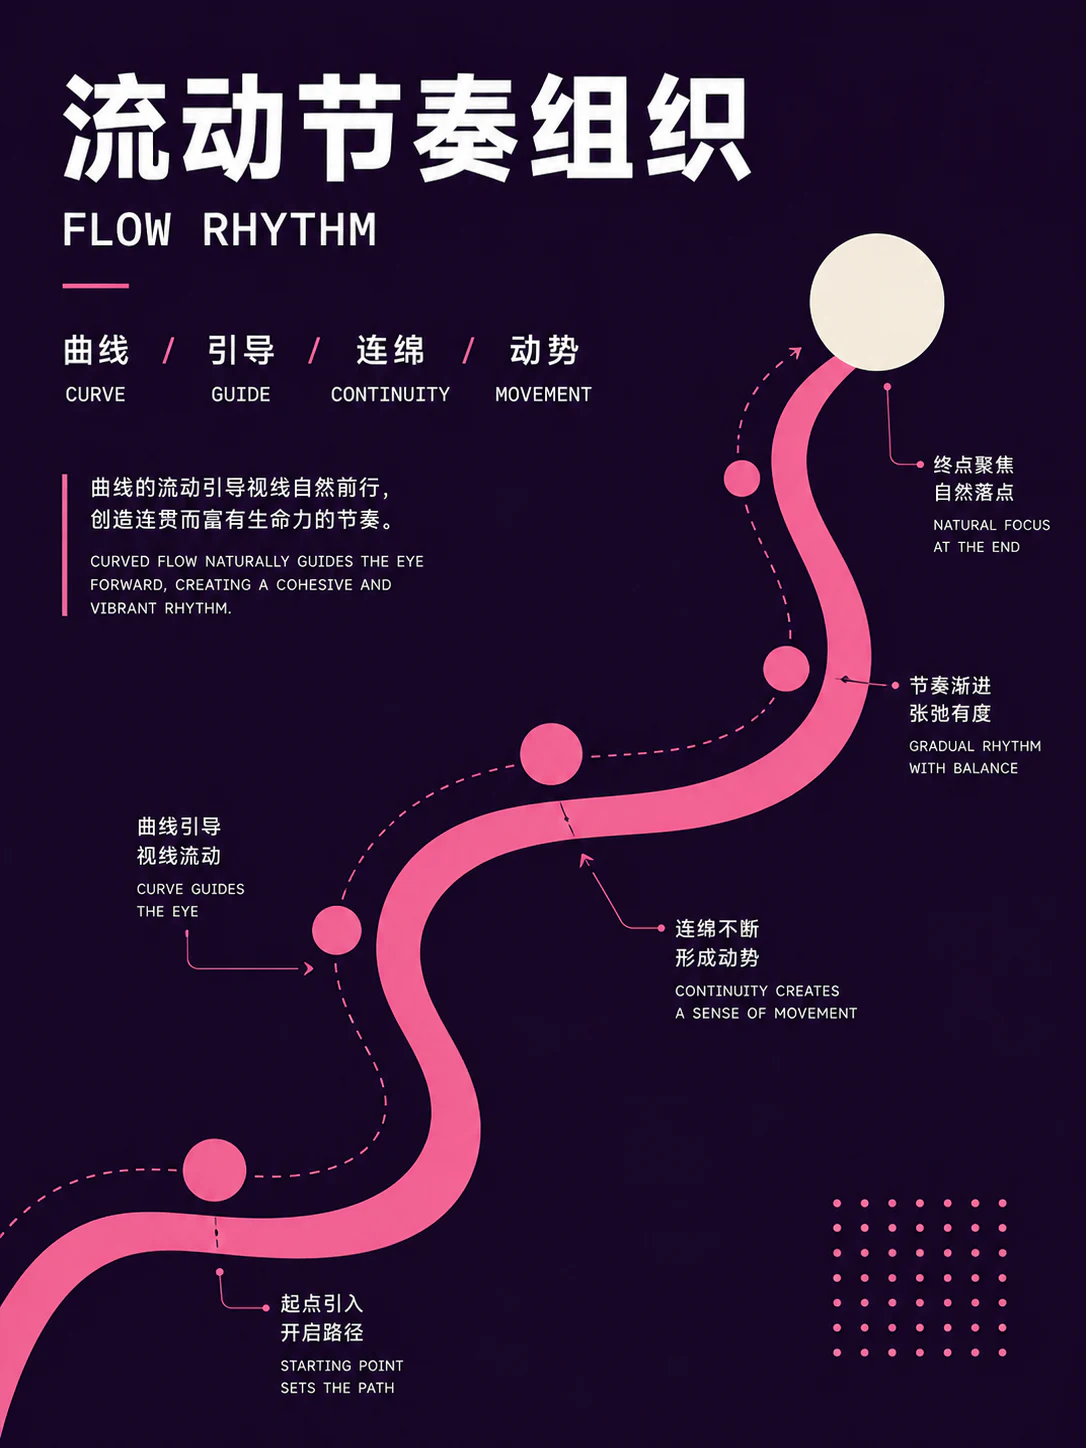 流动节奏组织
FLOW RHYTHM
曲线 / 引导 / 连绵 / 动势
CURVE GUIDE CONTINUITY MOVEMENT
曲线的流动引导视线自然前行，
创造连贯而富有生命力的节奏。
CURVED FLOW NATURALLY GUIDES THE EYE
FORWARD, CREATING A COHESIVE AND
VIBRANT RHYTHM.
终点聚焦
自然落点
NATURAL FOCUS
AT THE END
节奏渐进
张弛有度
GRADUAL RHYTHM
WITH BALANCE
曲线引导
视线流动
CURVE GUIDES
THE EYE
连绵不断
形成动势
CONTINUITY CREATES
A SENSE OF MOVEMENT
起点引入
开启路径
STARTING POINT
SETS THE PATH